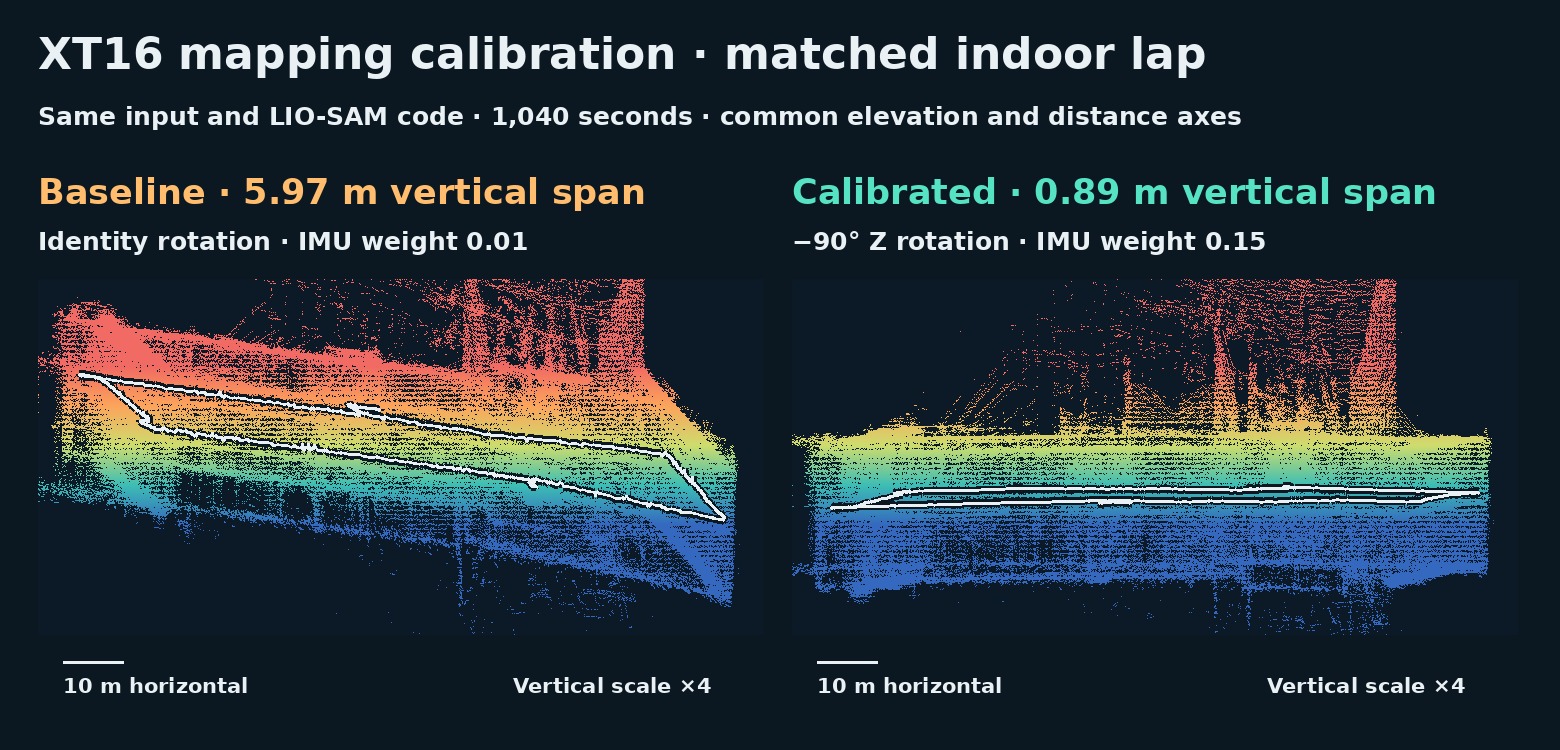 XT16 mapping calibration · matched indoor lap
Same input and LIO-SAM code · 1,040 seconds · common elevation and distance axes
Baseline · 5.97 m vertical span
Identity rotation · IMU weight 0.01
Calibrated · 0.89 m vertical span
−90° Z rotation · IMU weight 0.15
10 m horizontal
Vertical scale ×4
10 m horizontal
Vertical scale ×4